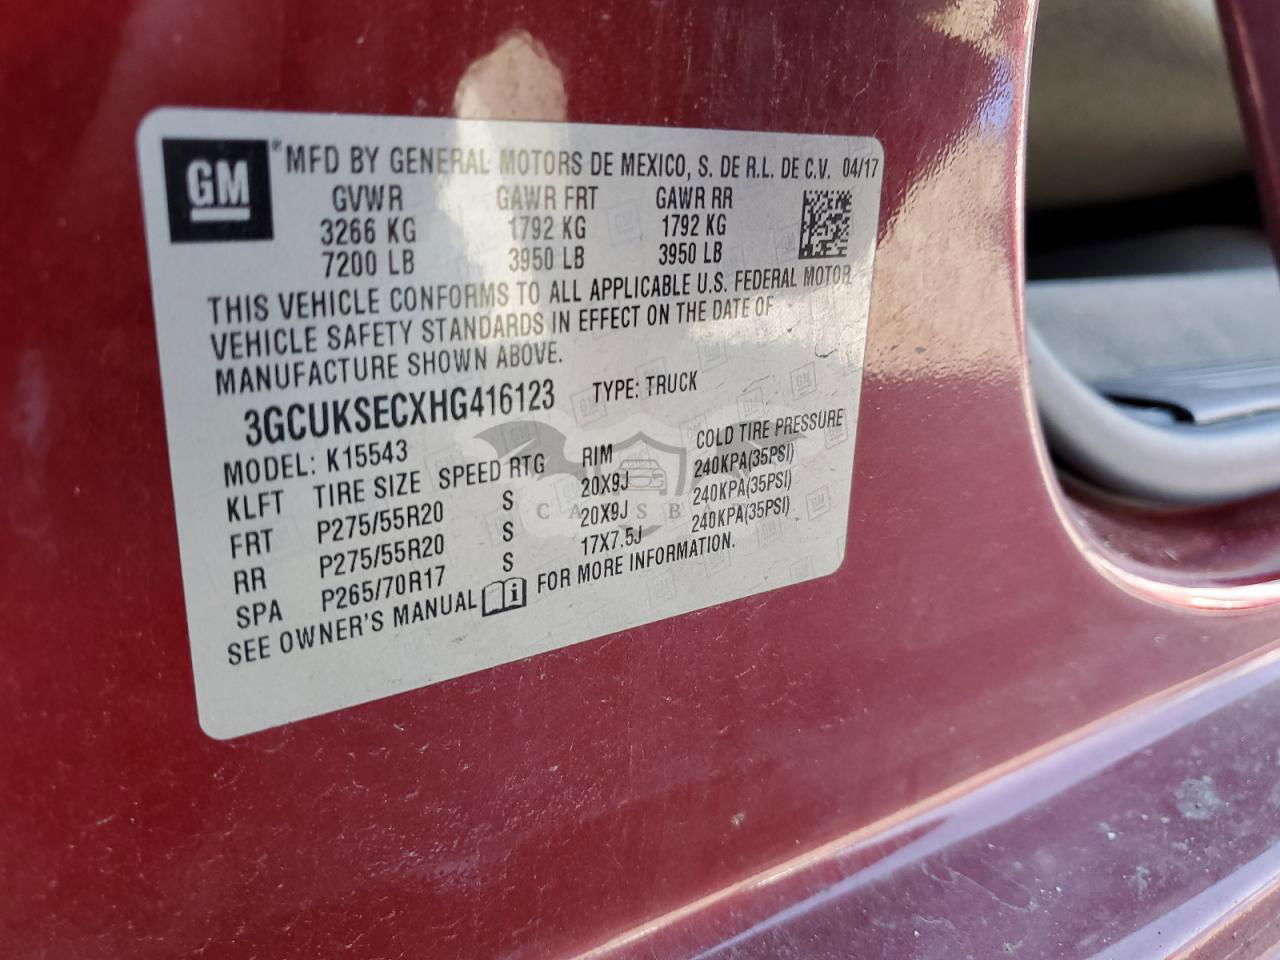 GM ® MFD BY GENERAL MOTORS DE MEXICO, S. DE R.L. DE C.V. 04/17
GVWR GAWR FRT GAWR RR
3266 KG 1792 KG 1792 KG
7200 LB 3950 LB 3950 LB
THIS VEHICLE CONFORMS TO ALL APPLICABLE U.S. FEDERAL MOTOR
VEHICLE SAFETY STANDARDS IN EFFECT ON THE DATE OF
MANUFACTURE SHOWN ABOVE.
3GCUKSECXHG416123 TYPE: TRUCK
MODEL: K15543
KLFT TIRE SIZE SPEED RTG RIM COLD TIRE PRESSURE
FRT P275/55R20 S 20X9J 240KPA(35PSI)
RR P275/55R20 S 20X9J 240KPA(35PSI)
SPA P265/70R17 S 17X7.5J 240KPA(35PSI)
SEE OWNER'S MANUAL i FOR MORE INFORMATION.